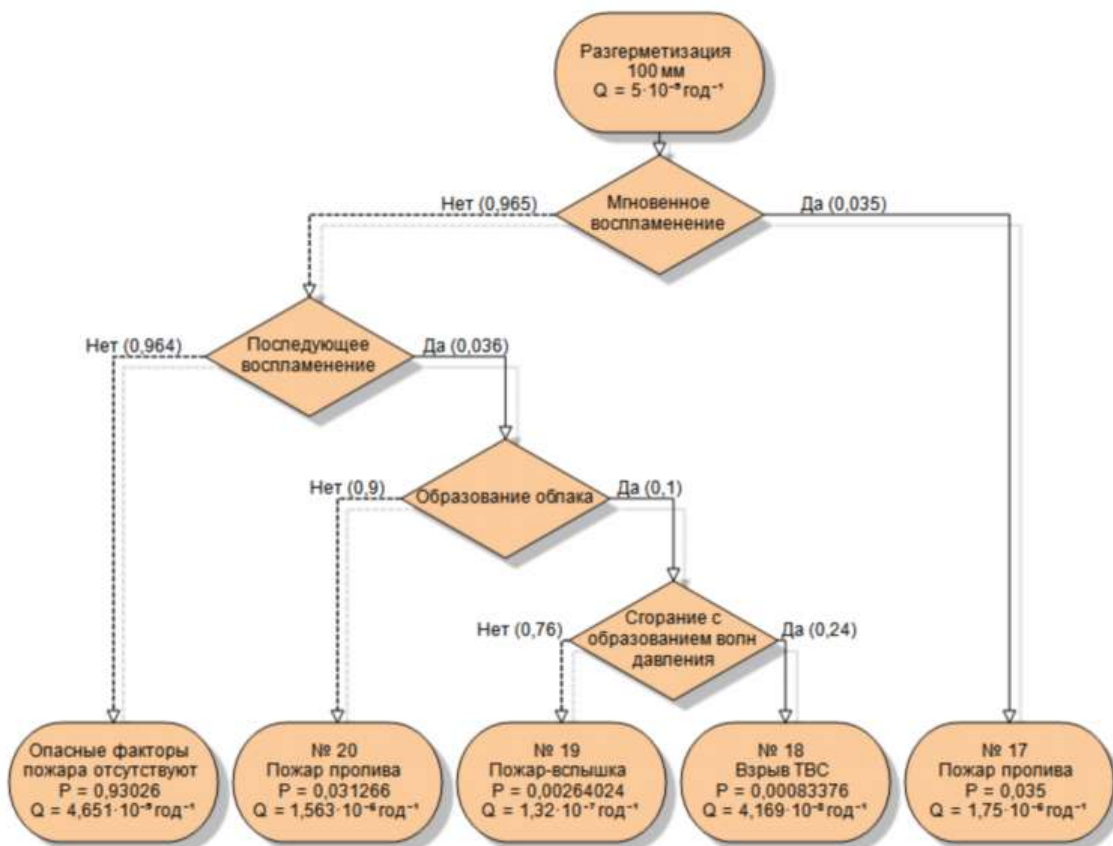 Разгерметизация
100 мм
Q = 5·10⁻⁵ год⁻¹
Нет (0,965)
Мгновенное
воспламенение
Да (0,035)
Нет (0,964)
Последующее
воспламенение
Да (0,036)
Нет (0,9)
Образование облака
Да (0,1)
Нет (0,76)
Сгорание с
образованием волн
давления
Да (0,24)
Опасные факторы
пожара отсутствуют
P = 0,93026
Q = 4,651·10⁻⁵ год⁻¹
№ 20
Пожар пролива
P = 0,031266
Q = 1,563·10⁻⁶ год⁻¹
№ 19
Пожар-вспышка
P = 0,00264024
Q = 1,32·10⁻⁷ год⁻¹
№ 18
Взрыв ТВС
P = 0,00083376
Q = 4,169·10⁻⁸ год⁻¹
№ 17
Пожар пролива
P = 0,035
Q = 1,75·10⁻⁶ год⁻¹